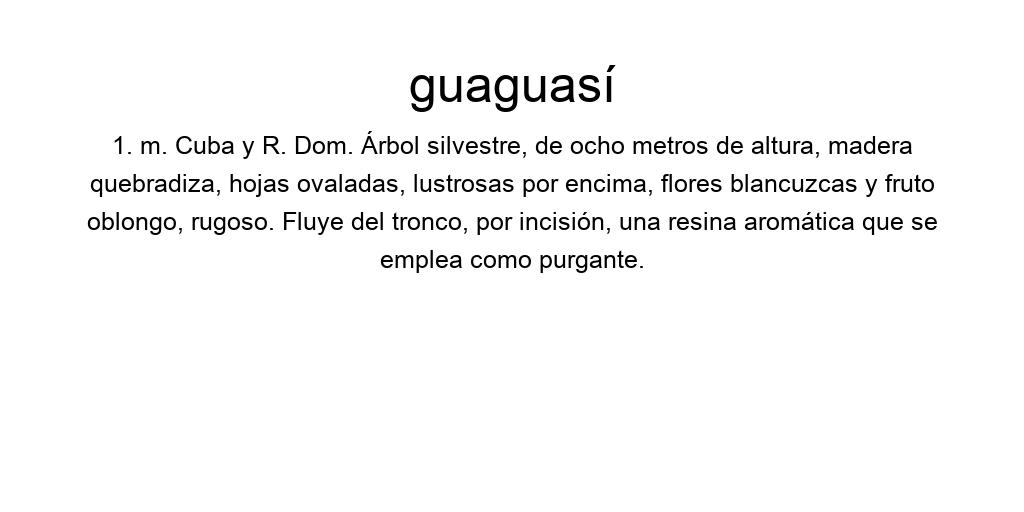 guaguasí
1. m. Cuba y R. Dom. Árbol silvestre, de ocho metros de altura, madera
quebradiza, hojas ovaladas, lustrosas por encima, flores blancuzcas y fruto
oblongo, rugoso. Fluye del tronco, por incisión, una resina aromática que se
emplea como purgante.